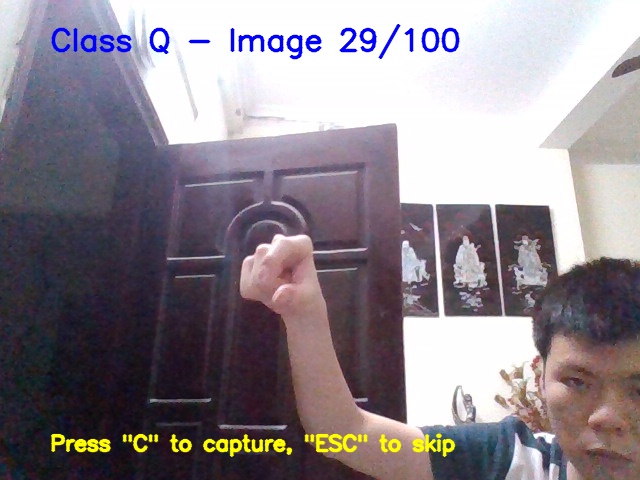 Class Q - Image 29/100
Press "C" to capture, "ESC" to skip